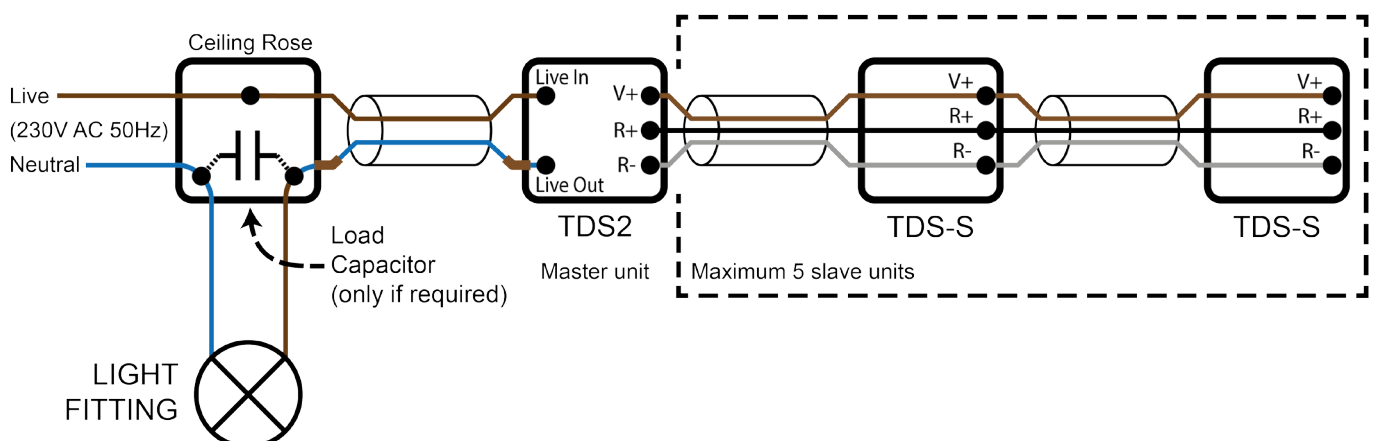 Ceiling Rose
Live
(230V AC 50Hz)
Neutral
Load
Capacitor
(only if required)
LIGHT
FITTING
Live In
V+
R+
R-
Live Out
TDS2
Master unit
V+
R+
R-
TDS-S
V+
R+
R-
TDS-S
Maximum 5 slave units